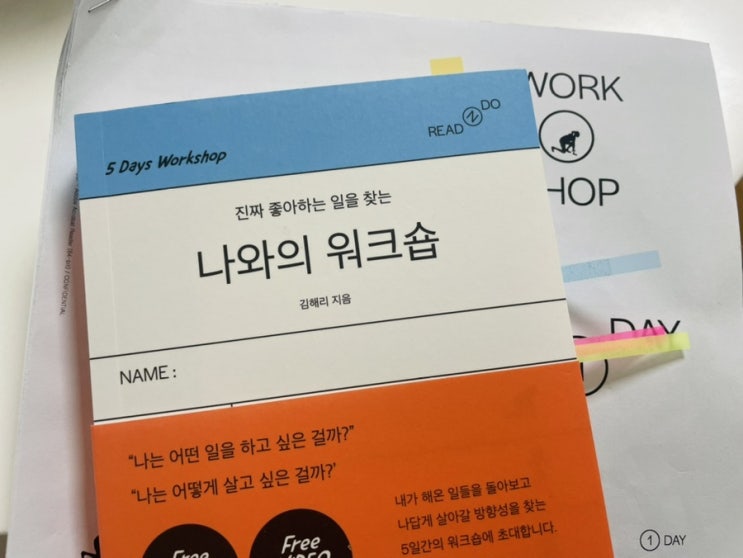 5 Days Workshop
READ N DO
진짜 좋아하는 일을 찾는
나와의 워크숍
김해리 지음
NAME :
“나는 어떤 일을 하고 싶은 걸까?”
“나는 어떻게 살고 싶은 걸까?’
내가 해온 일들을 돌아보고
나답게 살아갈 방향성을 찾는
5일간의 워크숍에 초대합니다.
Free
Free
WORK
HOP
DAY
1 DAY